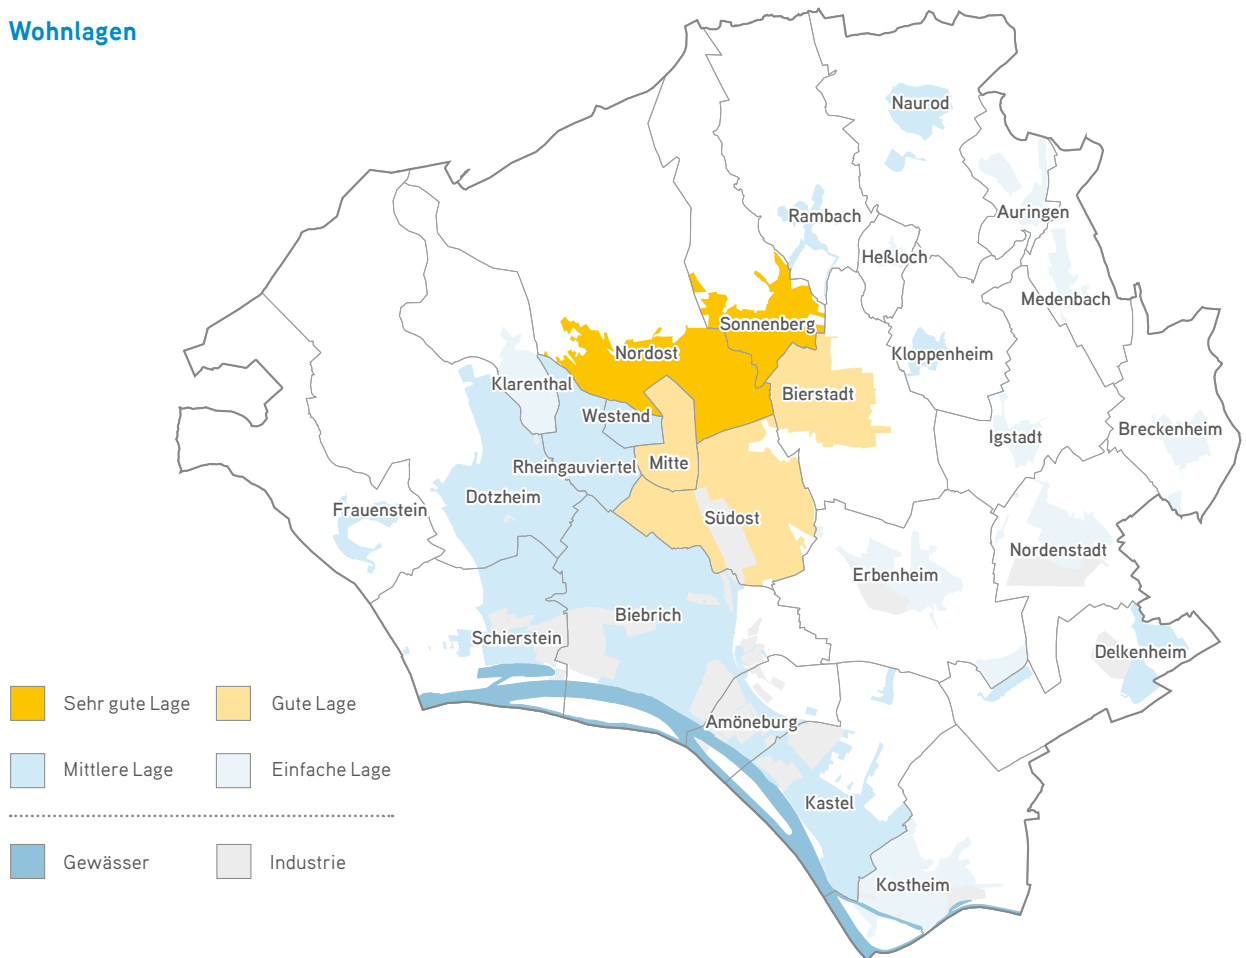 Wohnlagen
Naurod
Rambach
Auringen
Heßloch
Medenbach
Sonnenberg
Nordost
Kloppenheim
Klarenthal
Bierstadt
Westend
Igstadt
Breckenheim
Rheingauviertel
Mitte
Dotzheim
Frauenstein
Südost
Nordenstadt
Erbenheim
Biebrich
Schierstein
Delkenheim
Amöneburg
Kastel
Kostheim
Sehr gute Lage
Gute Lage
Mittlere Lage
Einfache Lage
Gewässer
Industrie